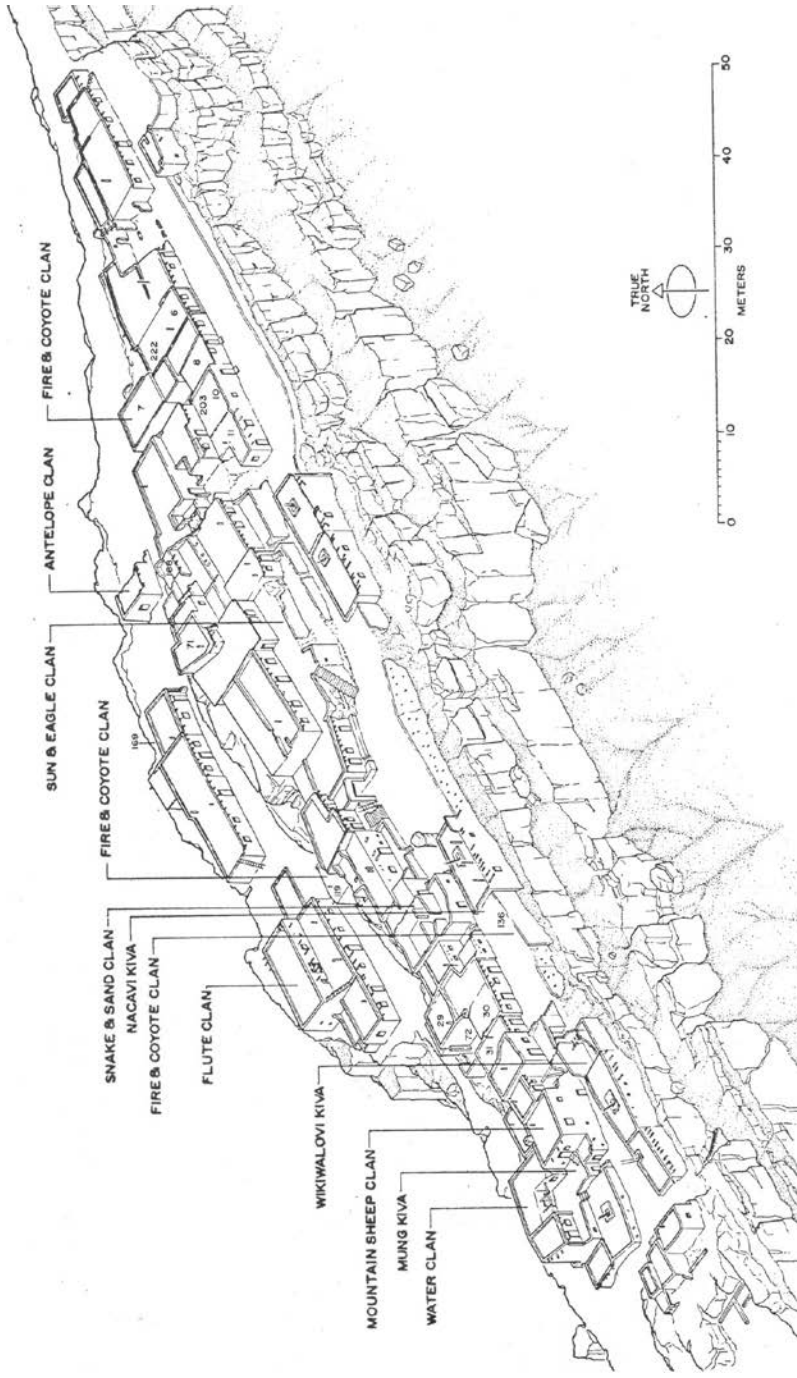 FIRE & COYOTE CLAN
ANTELOPE CLAN
SUN & EAGLE CLAN
FIRE & COYOTE CLAN
SNAKE & SAND CLAN
NACAVI KIVA
FIRE & COYOTE CLAN
FLUTE CLAN
WIKIWALOVI KIVA
MOUNTAIN SHEEP CLAN
MUNG KIVA
WATER CLAN
169
7
222
6
8
203
10
11
71
29
72
30
31
136
TRUE
NORTH
0 10 20 30 40 50
METERS